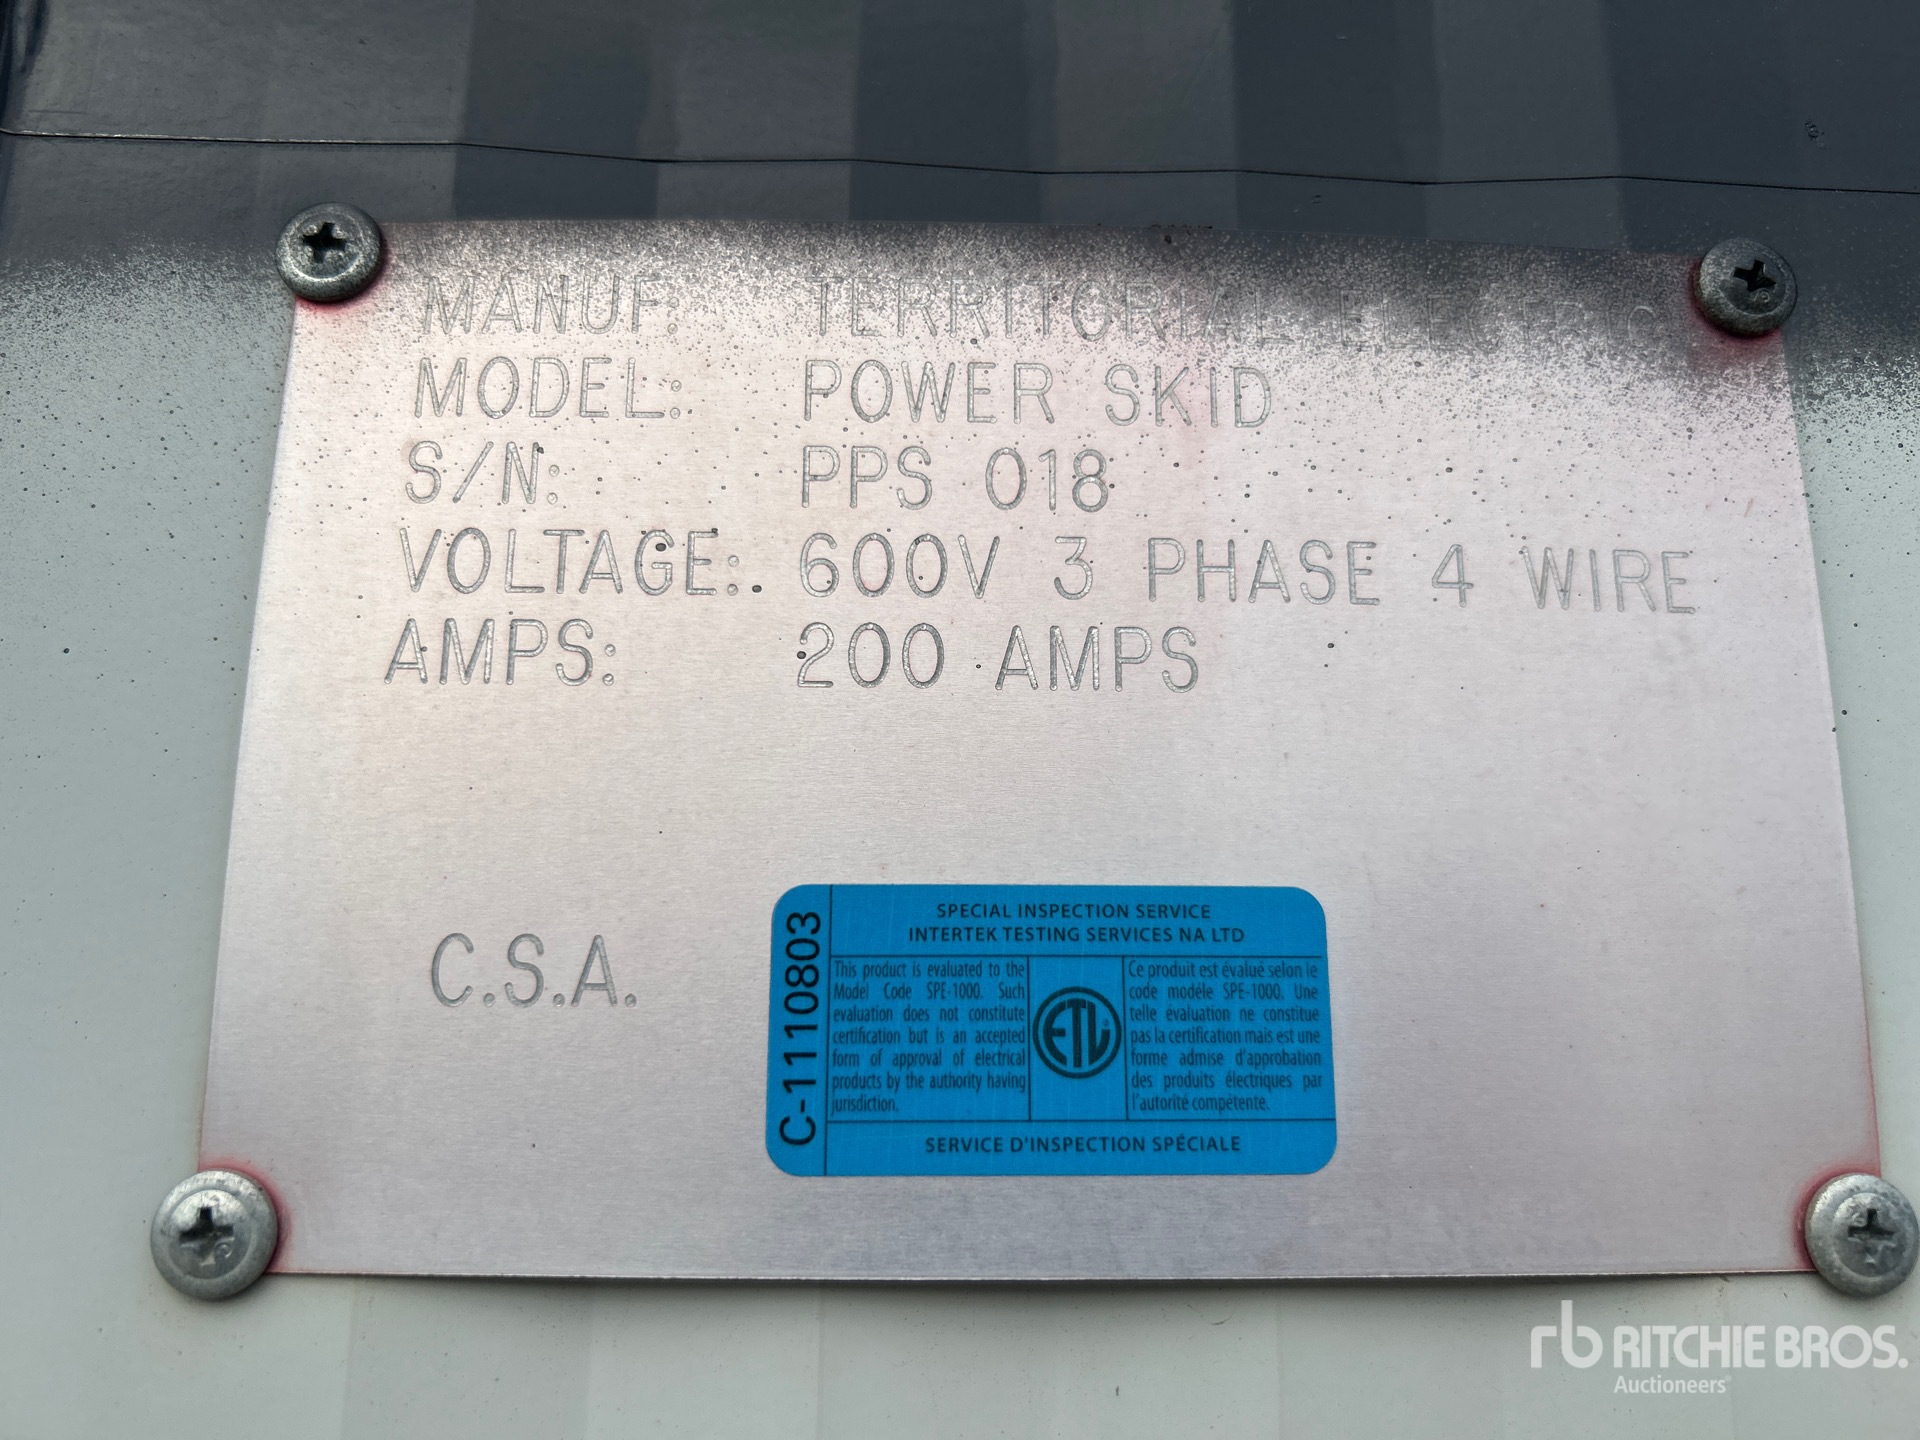 MANUF: TERRITORIAL ELECTRIC
MODEL: POWER SKID
S/N: PPS 018
VOLTAGE: 600V 3 PHASE 4 WIRE
AMPS: 200 AMPS
C.S.A.
C-1110803
SPECIAL INSPECTION SERVICE
INTERTEK TESTING SERVICES NA LTD
This product is evaluated to the
Model Code SPE-1000. Such
evaluation does not constitute
certification but is an accepted
form of approval of electrical
products by the authority having
jurisdiction.
ETL
Ce produit est évalué selon le
code modéle SPE-1000. Une
telle évaluation ne constitue
pas la certification mais est une
forme admise d'approbation
des produits électriques par
l'autorité compétente.
SERVICE D'INSPECTION SPÉCIALE
rb RITCHIE BROS.
Auctioneers